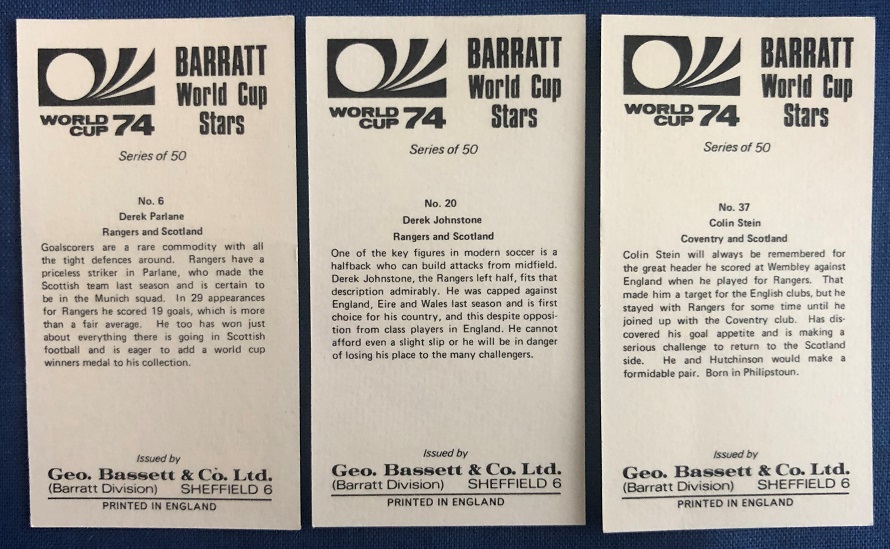 BARRATT
World Cup
Stars
WORLD
CUP 74
Series of 50
No. 6
Derek Parlane
Rangers and Scotland
Goalscorers are a rare commodity with all
the tight defences around. Rangers have a
priceless striker in Parlane, who made the
Scottish team last season and is certain to
be in the Munich squad. In 29 appearances
for Rangers he scored 19 goals, which is more
than a fair average. He too has won just
about everything there is going in Scottish
football and is eager to add a world cup
winners medal to his collection.
Issued by
Geo. Bassett & Co. Ltd.
(Barratt Division) SHEFFIELD 6
PRINTED IN ENGLAND
BARRATT
World Cup
Stars
WORLD
CUP 74
Series of 50
No. 20
Derek Johnstone
Rangers and Scotland
One of the key figures in modern soccer is a
halfback who can build attacks from midfield.
Derek Johnstone, the Rangers left half, fits that
description admirably. He was capped against
England, Eire and Wales last season and is first
choice for his country, and this despite opposi-
tion from class players in England. He cannot
afford even a slight slip or he will be in danger
of losing his place to the many challengers.
Issued by
Geo. Bassett & Co. Ltd.
(Barratt Division) SHEFFIELD 6
PRINTED IN ENGLAND
BARRATT
World Cup
Stars
WORLD
CUP 74
Series of 50
No. 37
Colin Stein
Coventry and Scotland
Colin Stein will always be remembered for
the great header he scored at Wembley against
England when he played for Rangers. That
made him a target for the English clubs, but he
stayed with Rangers for some time until he
joined up with the Coventry club. Has dis-
covered his goal appetite and is making a
serious challenge to return to the Scotland
side. He and Hutchinson would make a
formidable pair. Born in Philipstoun.
Issued by
Geo. Bassett & Co. Ltd.
(Barratt Division) SHEFFIELD 6
PRINTED IN ENGLAND